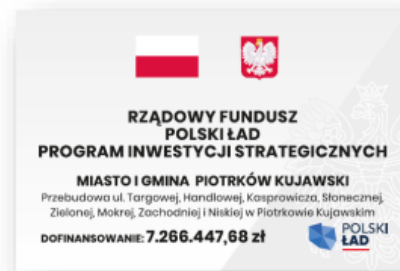 RZĄDOWY FUNDUSZ
POLSKI ŁAD
PROGRAM INWESTYCJI STRATEGICZNYCH
MIASTO I GMINA PIOTRKÓW KUJAWSKI
Przebudowa ul. Targowej, Handlowej, Kasprowicza, Słonecznej,
Zielonej, Mokrej, Zachodniej i Niskiej w Piotrkowie Kujawskim
DOFINANSOWANIE: 7.266.447,68 zł
POLSKI
ŁAD